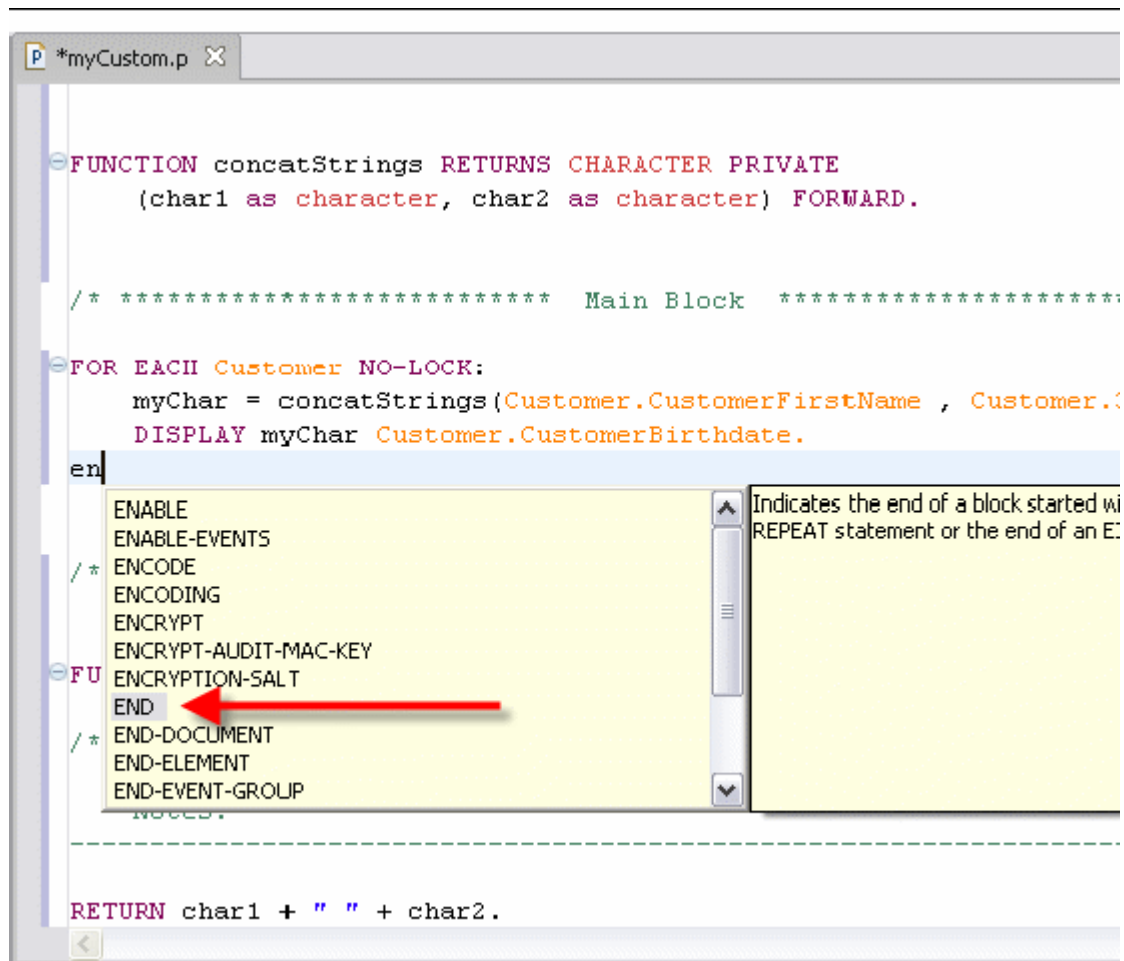 P *myCustom.p
FUNCTION concatStrings RETURNS CHARACTER PRIVATE
(char1 as character, char2 as character) FORWARD.
/* *************************** Main Block **********************
FOR EACH Customer NO-LOCK:
myChar = concatStrings(Customer.CustomerFirstName , Customer.
DISPLAY myChar Customer.CustomerBirthdate.
en
ENABLE
ENABLE-EVENTS
ENCODE
ENCODING
ENCRYPT
ENCRYPT-AUDIT-MAC-KEY
ENCRYPTION-SALT
END
END-DOCUMENT
END-ELEMENT
END-EVENT-GROUP
Indicates the end of a block started
REPEAT statement or the end of an
/*
FU
/*
Notes:
------------------------------------------------------------------
RETURN char1 + " " + char2.